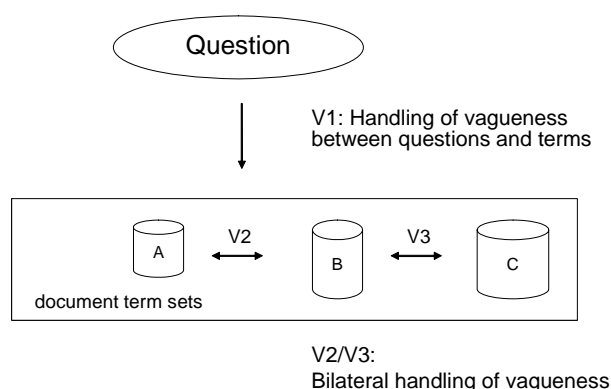 Question
V1: Handling of vagueness
between questions and terms
A
V2
B
V3
C
document term sets
V2/V3:
Bilateral handling of vagueness